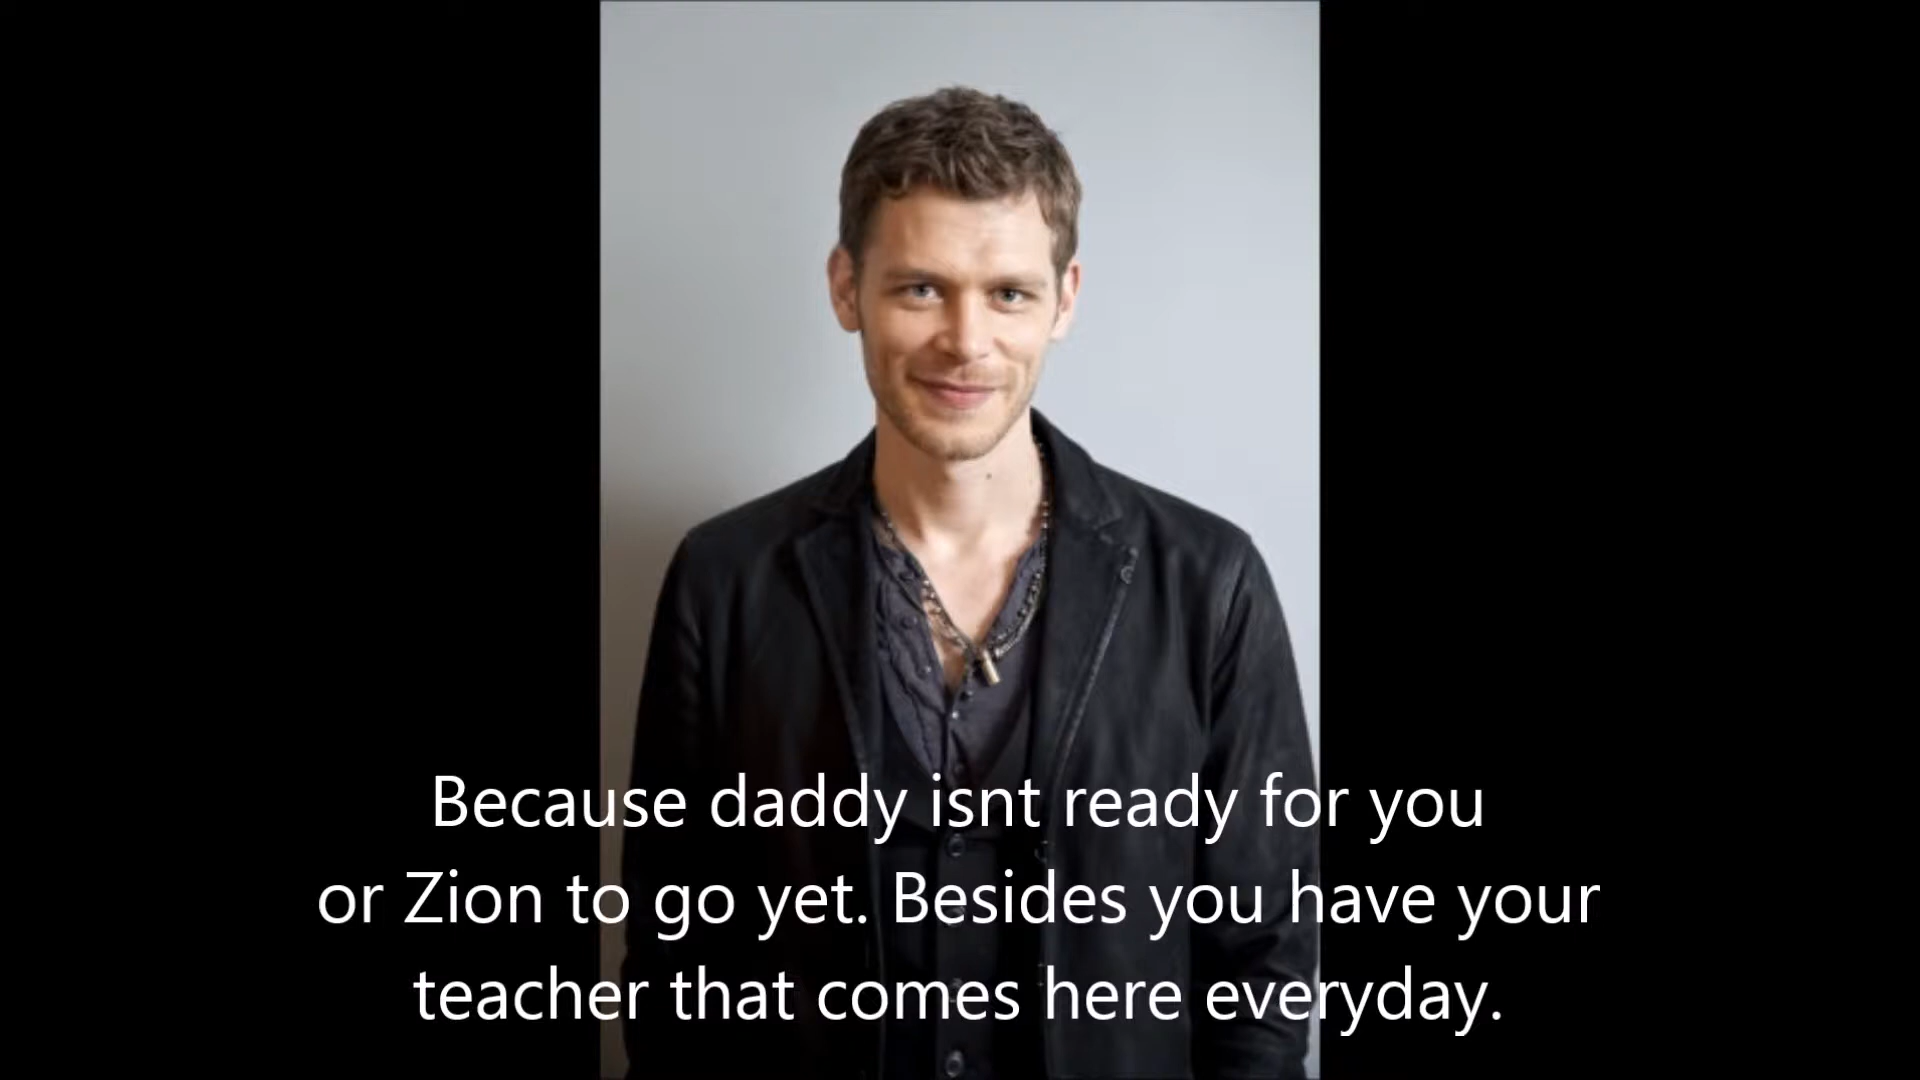 Because daddy isnt ready for you
or Zion to go yet. Besides you have your
teacher that comes here everyday.